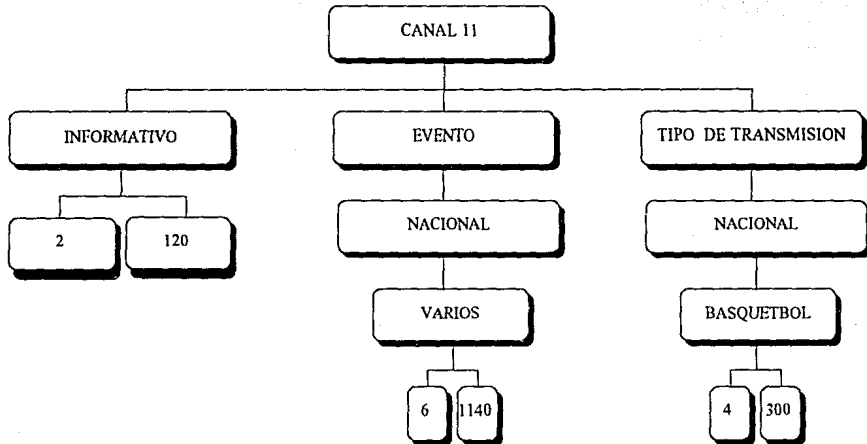 CANAL 11
INFORMATIVO
EVENTO
TIPO DE TRANSMISION
2
120
NACIONAL
NACIONAL
VARIOS
BASQUETBOL
6
1140
4
300